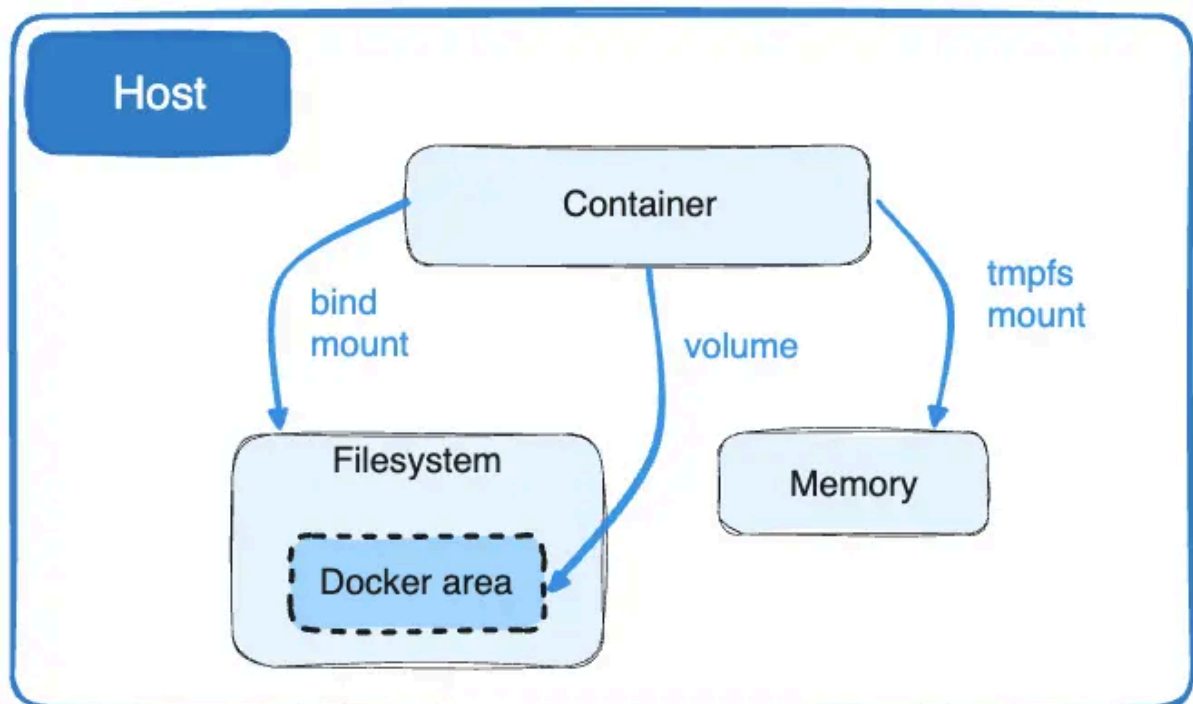 Host
Container
bind
mount
volume
tmpfs
mount
Filesystem
Docker area
Memory